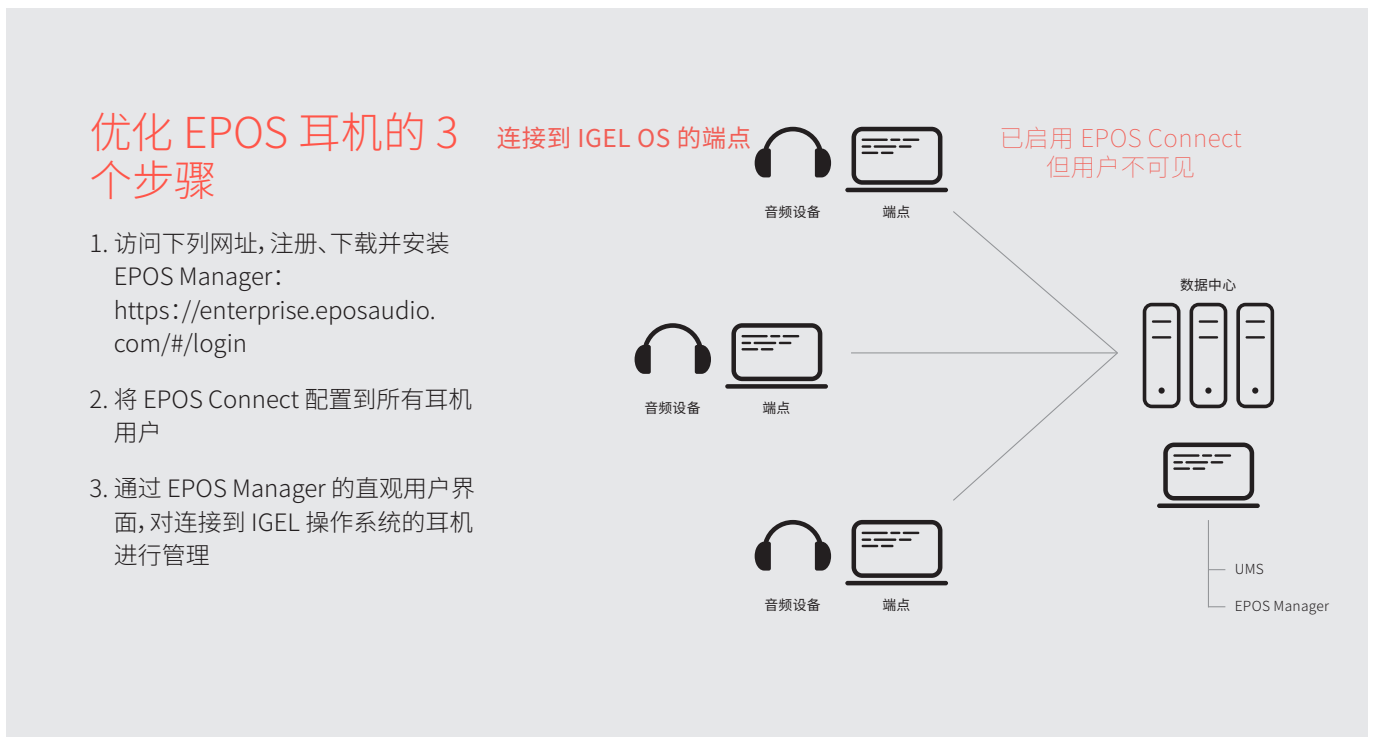 优化 EPOS 耳机的 3
个步骤
1. 访问下列网址，注册、下载并安装
EPOS Manager：
https：//enterprise.eposaudio.
com/#/login
2. 将 EPOS Connect 配置到所有耳机
用户
3. 通过 EPOS Manager 的直观用户界
面，对连接到 IGEL 操作系统的耳机
进行管理
连接到 IGEL OS 的端点
已启用 EPOS Connect
但用户不可见
音频设备
端点
数据中心
音频设备
端点
音频设备
端点
UMS
EPOS Manager